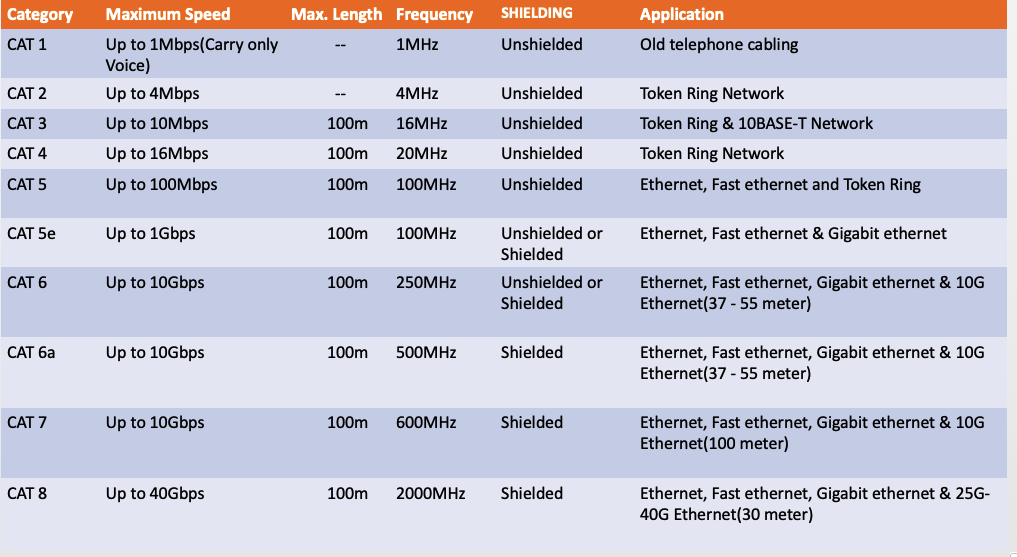 Category Maximum Speed Max. Length Frequency SHIELDING Application
CAT 1 Up to 1Mbps(Carry only -- 1MHz Unshielded Old telephone cabling
Voice)
CAT 2 Up to 4Mbps -- 4MHz Unshielded Token Ring Network
CAT 3 Up to 10Mbps 100m 16MHz Unshielded Token Ring & 10BASE-T Network
CAT 4 Up to 16Mbps 100m 20MHz Unshielded Token Ring Network
CAT 5 Up to 100Mbps 100m 100MHz Unshielded Ethernet, Fast ethernet and Token Ring
CAT 5e Up to 1Gbps 100m 100MHz Unshielded or Ethernet, Fast ethernet & Gigabit ethernet
Shielded
CAT 6 Up to 10Gbps 100m 250MHz Unshielded or Ethernet, Fast ethernet, Gigabit ethernet & 10G
Shielded Ethernet(37 - 55 meter)
CAT 6a Up to 10Gbps 100m 500MHz Shielded Ethernet, Fast ethernet, Gigabit ethernet & 10G
Ethernet(37 - 55 meter)
CAT 7 Up to 10Gbps 100m 600MHz Shielded Ethernet, Fast ethernet, Gigabit ethernet & 10G
Ethernet(100 meter)
CAT 8 Up to 40Gbps 100m 2000MHz Shielded Ethernet, Fast ethernet, Gigabit ethernet & 25G-
40G Ethernet(30 meter)